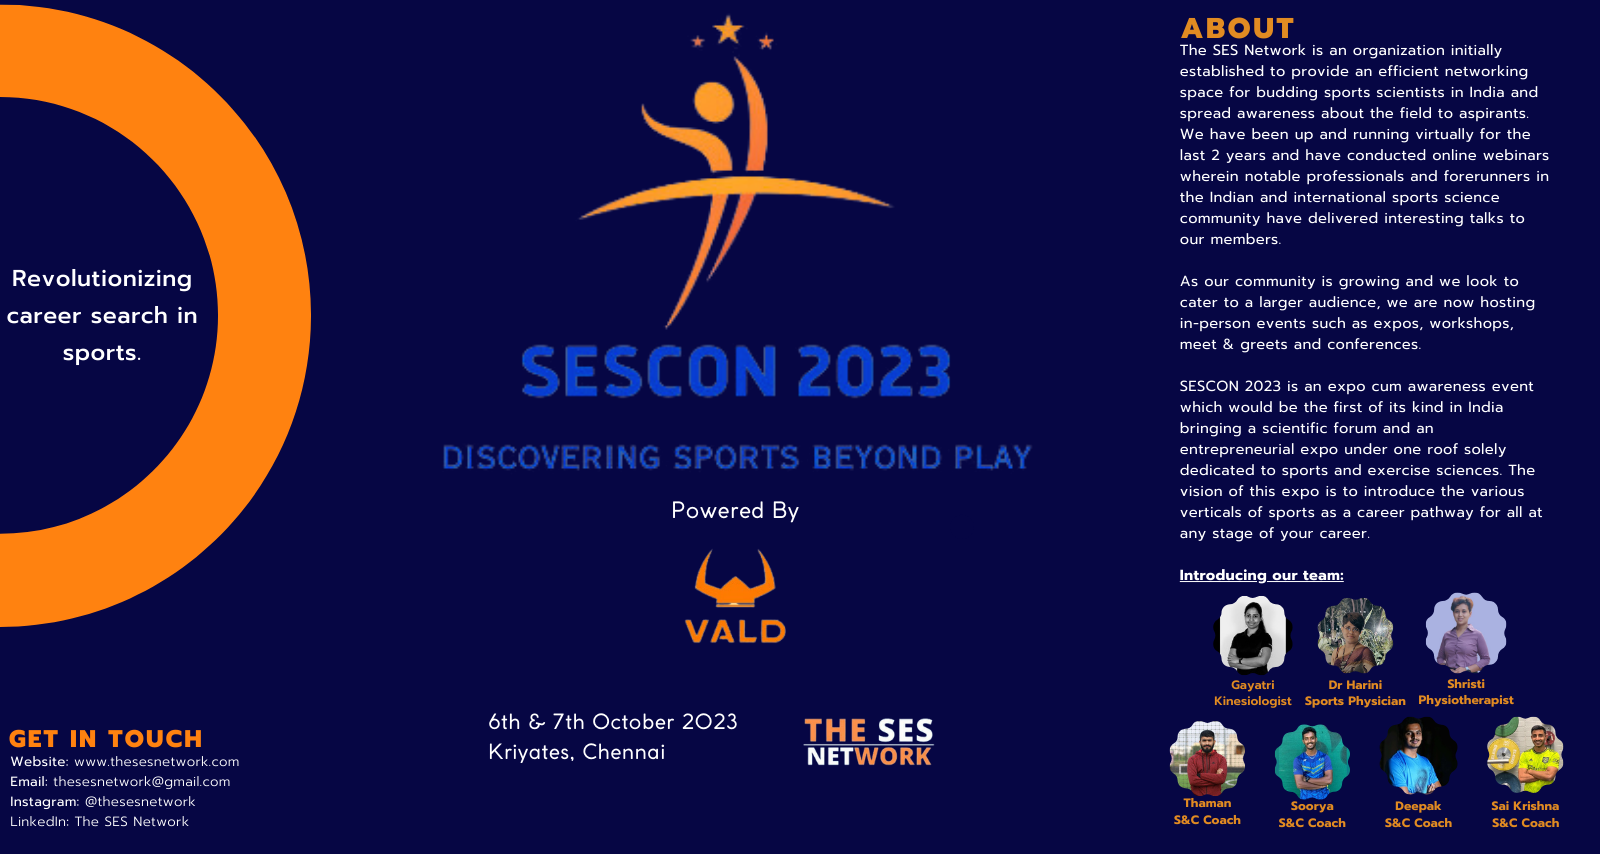 Revolutionizing
career search in
sports.
GET IN TOUCH
Website: www.thesesnetwork.com
Email: thesesnetwork@gmail.com
Instagram: @thesesnetwork
LinkedIn: The SES Network
SESCON 2023
DISCOVERING SPORTS BEYOND PLAY
Powered By
VALD
6th & 7th October 2023
Kriyates, Chennai
THE SES
NETWORK
ABOUT
The SES Network is an organization initially
established to provide an efficient networking
space for budding sports scientists in India and
spread awareness about the field to aspirants.
We have been up and running virtually for the
last 2 years and have conducted online webinars
wherein notable professionals and forerunners in
the Indian and international sports science
community have delivered interesting talks to
our members.
As our community is growing and we look to
cater to a larger audience, we are now hosting
in-person events such as expos, workshops,
meet & greets and conferences.
SESCON 2023 is an expo cum awareness event
which would be the first of its kind in India
bringing a scientific forum and an
entrepreneurial expo under one roof solely
dedicated to sports and exercise sciences. The
vision of this expo is to introduce the various
verticals of sports as a career pathway for all at
any stage of your career.
Introducing our team:
Gayatri
Kinesiologist
Dr Harini
Sports Physician
Shristi
Physiotherapist
Thaman
S&C Coach
Soorya
S&C Coach
Deepak
S&C Coach
Sai Krishna
S&C Coach